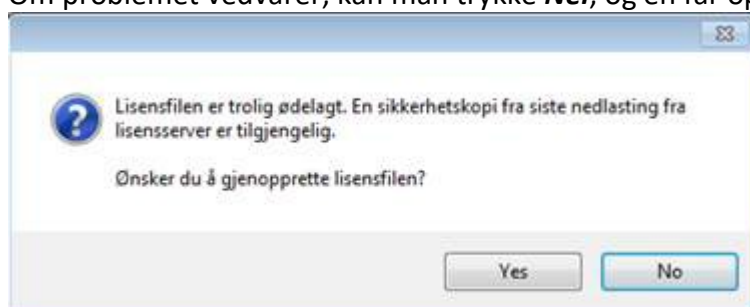 Om problemet vedvarer, kan man trykke Nei, og en får op
Lisensfilen er trolig ødelagt. En sikkerhetskopi fra siste nedlasting fra
lisensserver er tilgjengelig.
Ønsker du å gjenopprette lisensfilen?
Yes No